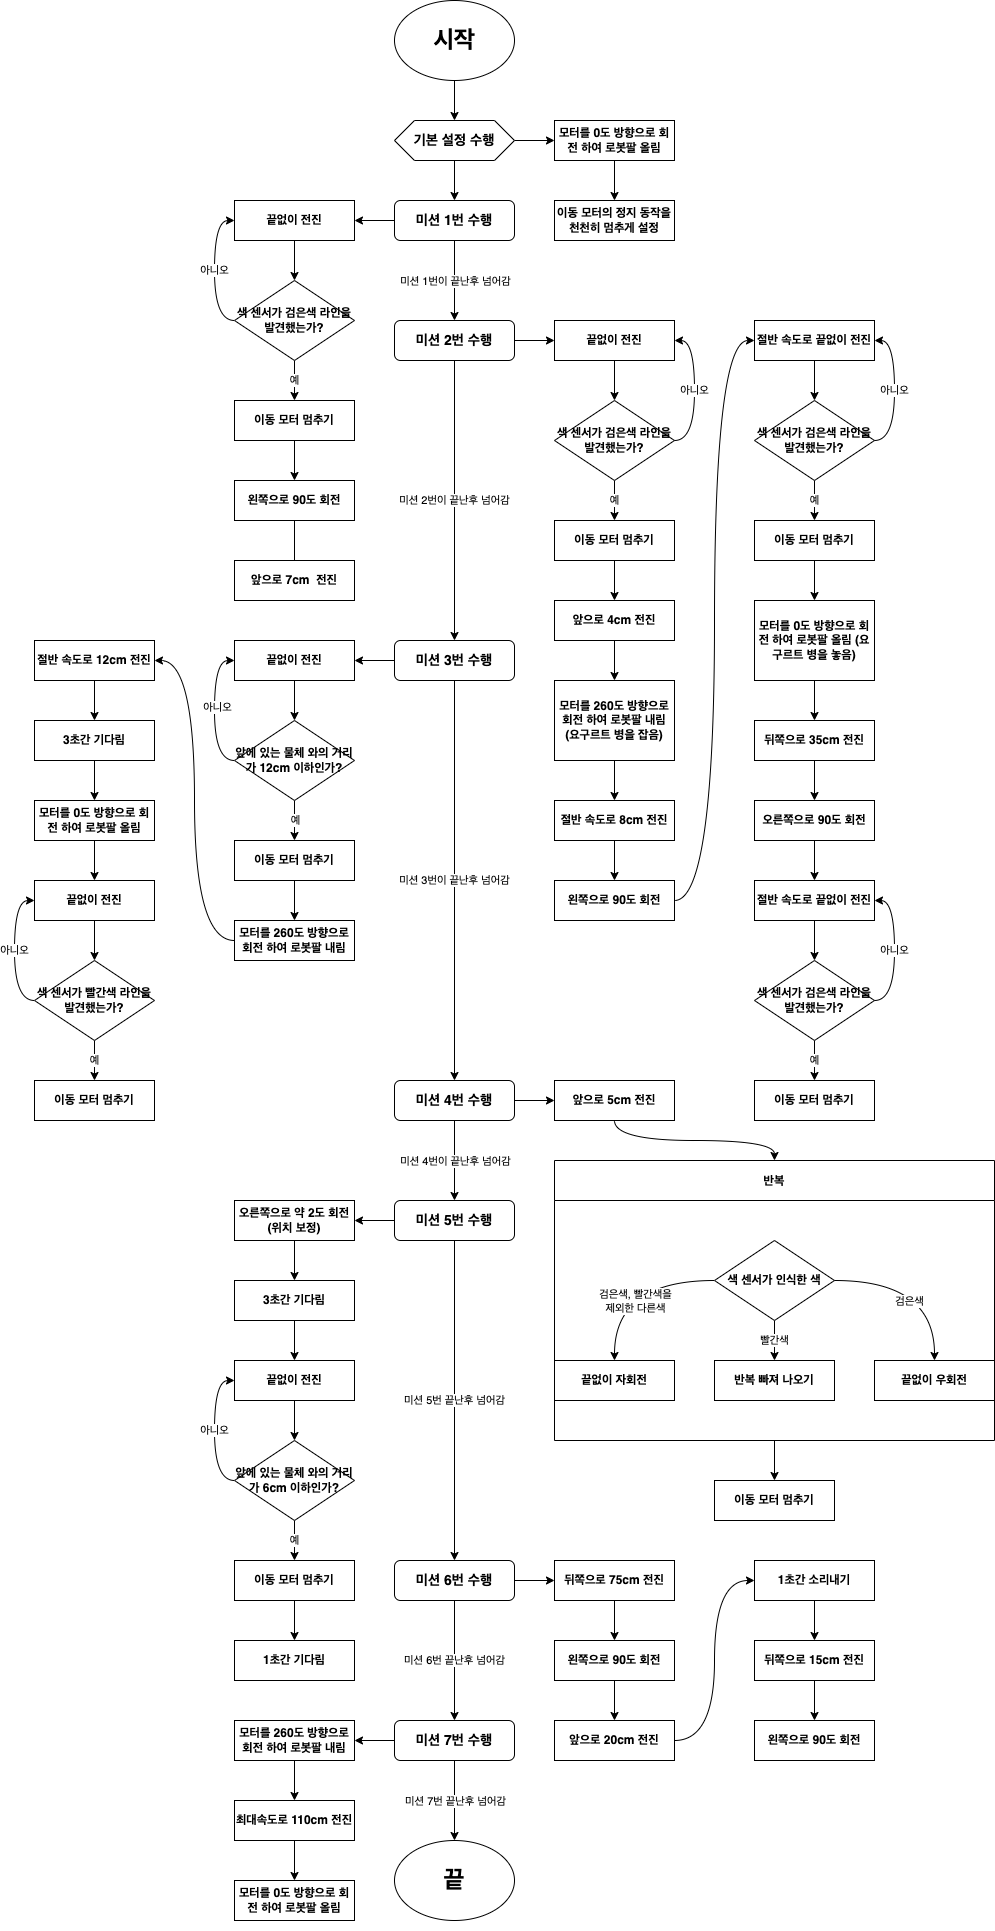 시작
기본 설정 수행
모터를 0도 방향으로 회
전 하여 로봇팔 올림
이동 모터의 정지 동작을
천천히 멈추게 설정
미션 1번 수행
끝없이 전진
아니오
색 센서가 검은색 라인을
발견했는가?
예
이동 모터 멈추기
왼쪽으로 90도 회전
앞으로 7cm  전진
미션 1번이 끝난후 넘어감
미션 2번 수행
끝없이 전진
아니오
색 센서가 검은색 라인을
발견했는가?
예
이동 모터 멈추기
앞으로 4cm 전진
모터를 260도 방향으로
회전 하여 로봇팔 내림
(요구르트 병을 잡음)
절반 속도로 8cm 전진
왼쪽으로 90도 회전
절반 속도로 끝없이 전진
아니오
색 센서가 검은색 라인을
발견했는가?
예
이동 모터 멈추기
모터를 0도 방향으로 회
전 하여 로봇팔 올림 (요
구르트 병을 놓음)
뒤쪽으로 35cm 전진
오른쪽으로 90도 회전
절반 속도로 끝없이 전진
아니오
색 센서가 검은색 라인을
발견했는가?
예
이동 모터 멈추기
미션 2번이 끝난후 넘어감
미션 3번 수행
끝없이 전진
아니오
앞에 있는 물체 와의 거리
가 12cm 이하인가?
예
이동 모터 멈추기
모터를 260도 방향으로
회전 하여 로봇팔 내림
절반 속도로 12cm 전진
3초간 기다림
모터를 0도 방향으로 회
전 하여 로봇팔 올림
끝없이 전진
아니오
색 센서가 빨간색 라인을
발견했는가?
예
이동 모터 멈추기
미션 3번이 끝난후 넘어감
미션 4번 수행
앞으로 5cm 전진
반복
색 센서가 인식한 색
검은색, 빨간색을
제외한 다른색
빨간색
검은색
끝없이 좌회전
반복 빠져 나오기
끝없이 우회전
이동 모터 멈추기
미션 4번이 끝난후 넘어감
미션 5번 수행
오른쪽으로 약 2도 회전
(위치 보정)
3초간 기다림
끝없이 전진
아니오
앞에 있는 물체 와의 거리
가 6cm 이하인가?
예
이동 모터 멈추기
1초간 기다림
미션 5번 끝난후 넘어감
미션 6번 수행
뒤쪽으로 75cm 전진
왼쪽으로 90도 회전
앞으로 20cm 전진
1초간 소리내기
뒤쪽으로 15cm 전진
왼쪽으로 90도 회전
미션 6번 끝난후 넘어감
미션 7번 수행
모터를 260도 방향으로
회전 하여 로봇팔 내림
최대속도로 110cm 전진
모터를 0도 방향으로 회
전 하여 로봇팔 올림
미션 7번 끝난후 넘어감
끝